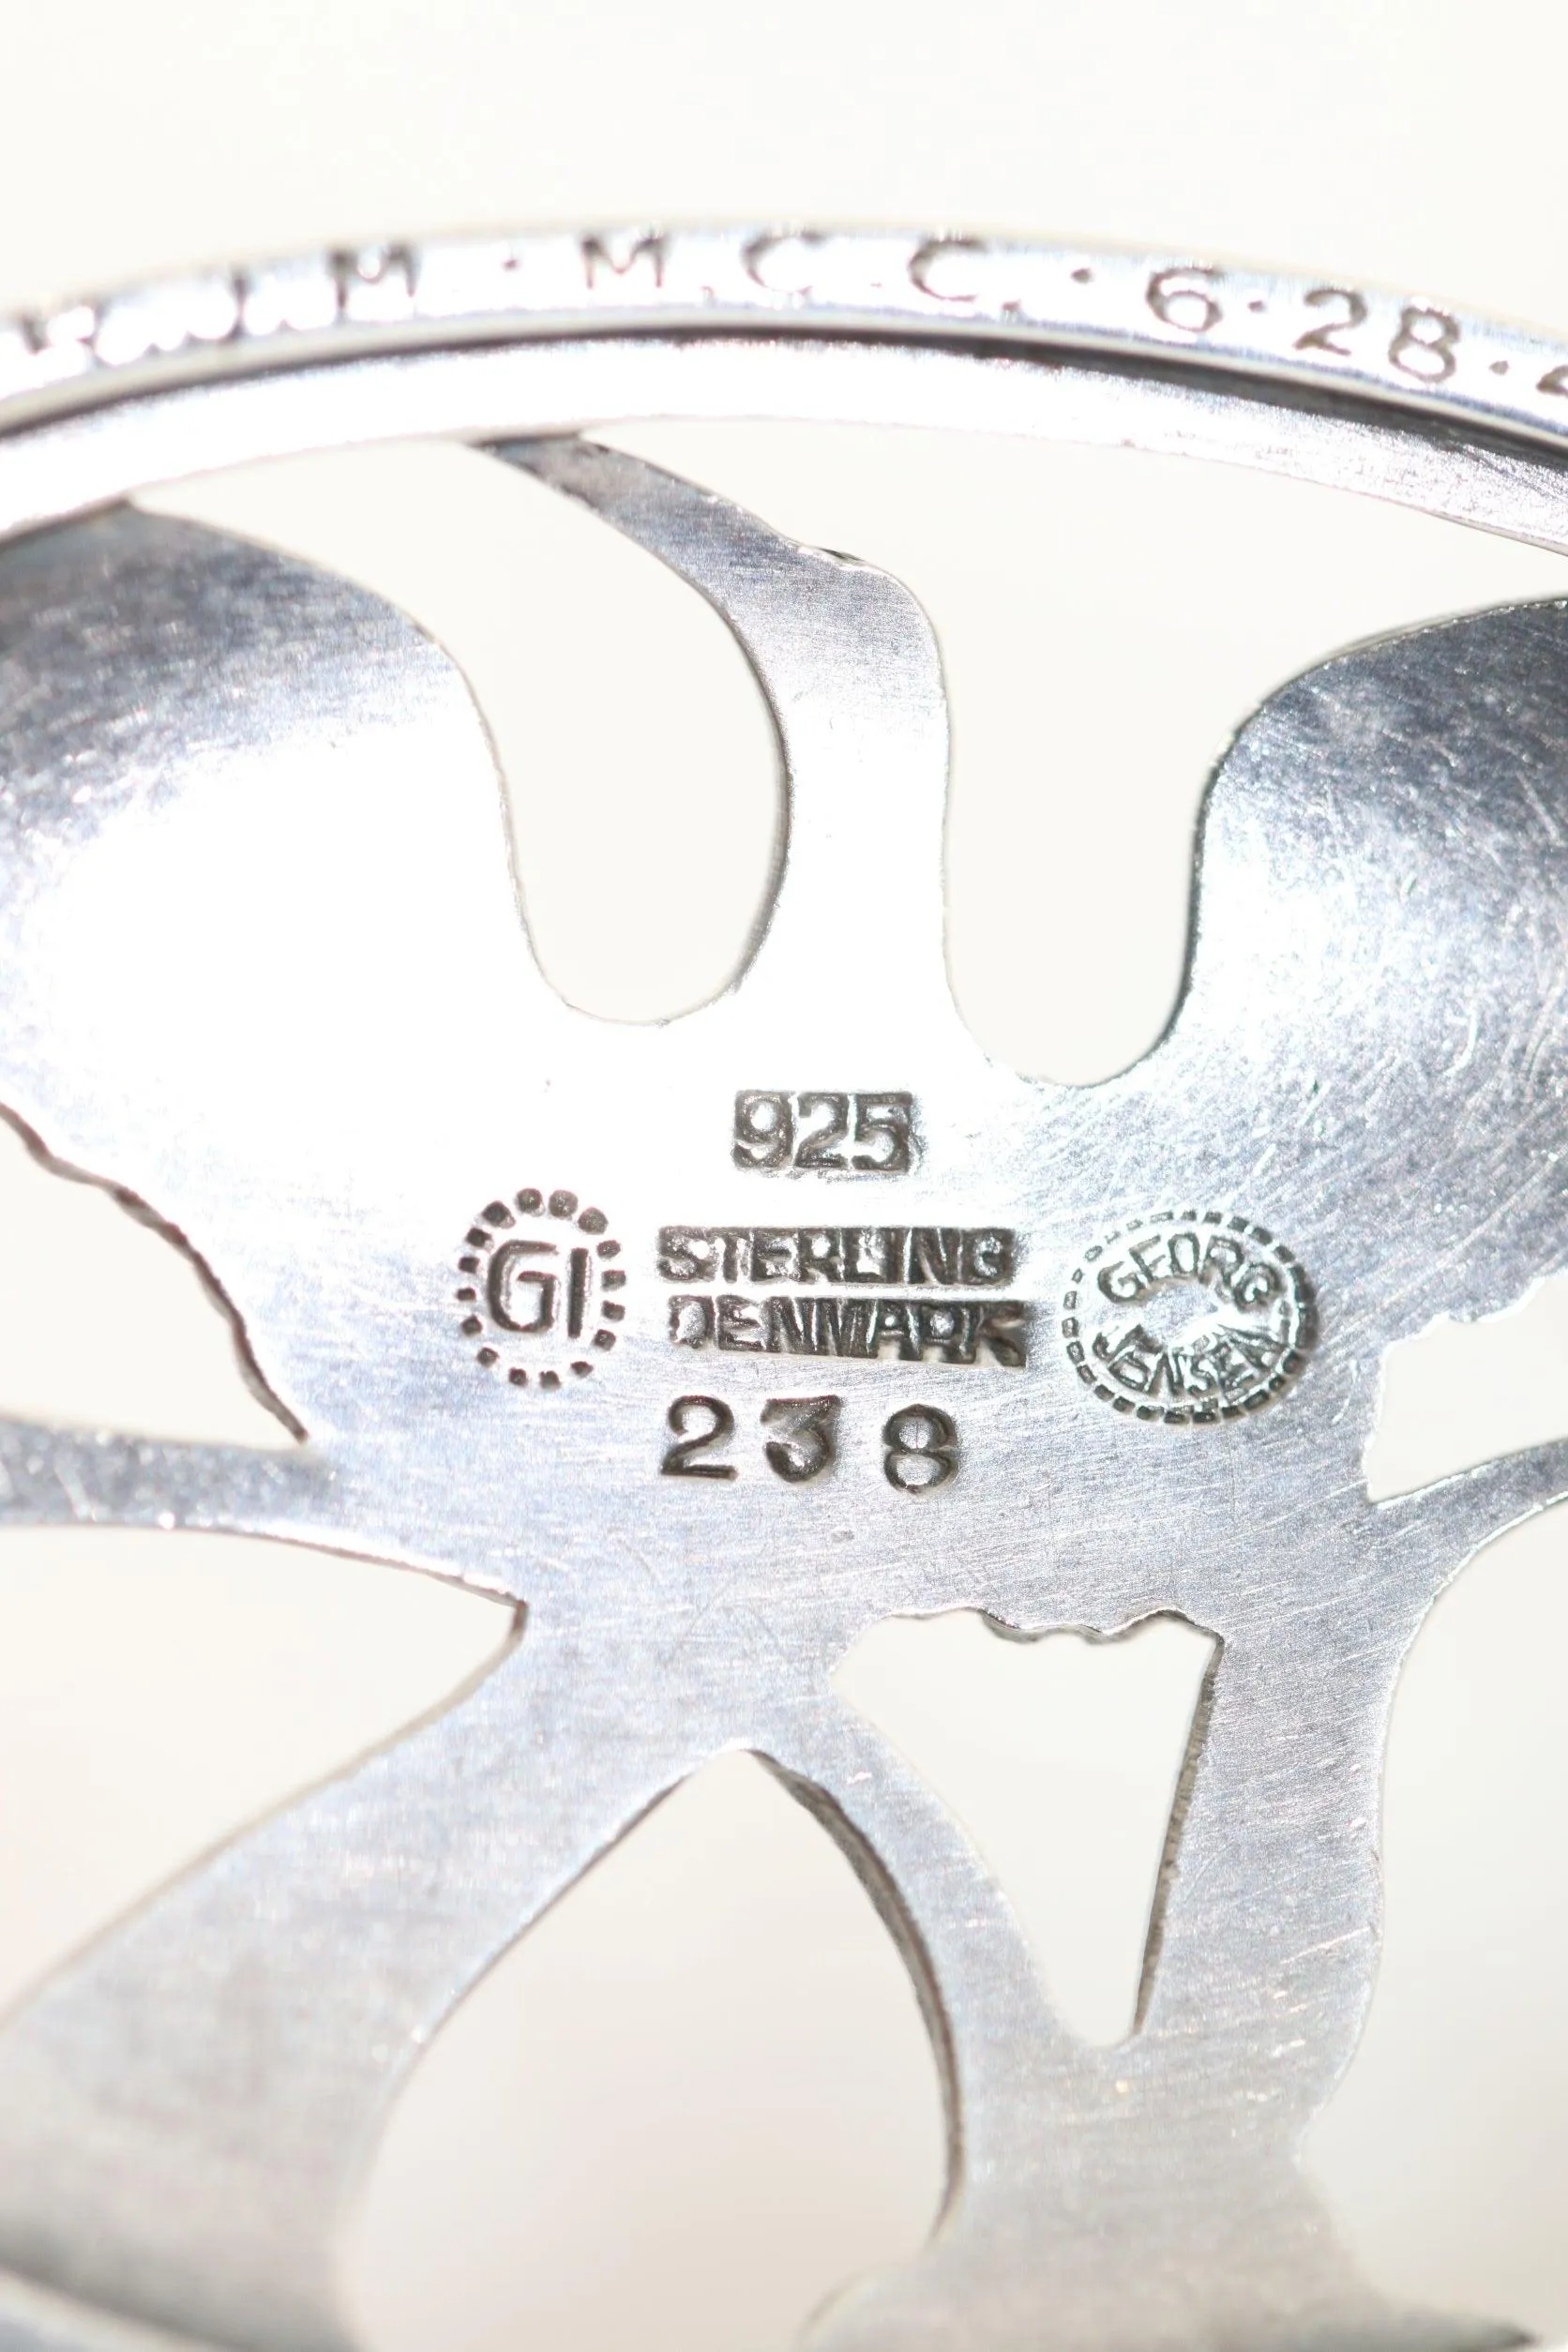 M · M.C.C. · 6·28·
925
GI
STERLING
DENMARK
GEORG
JENSEN
238